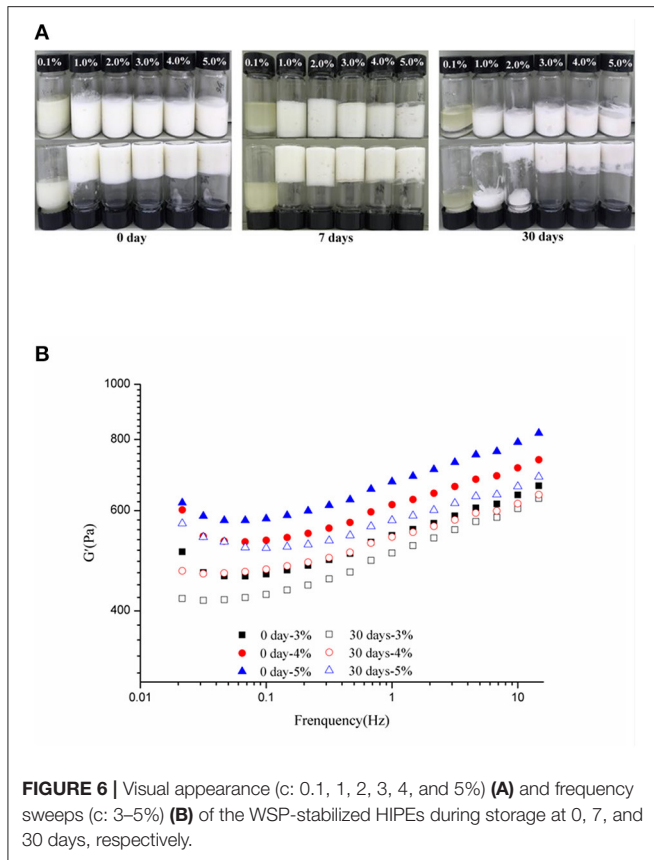 A
0.1% 1.0% 2.0% 3.0% 4.0% 5.0%
0.1% 1.0% 2.0% 3.0% 4.0% 5.0%
0.1% 1.0% 2.0% 3.0% 4.0% 5.0%
0 day
7 days
30 days
B
1000
800
600
400
G'(Pa)
0 day-3%
0 day-4%
0 day-5%
30 days-3%
30 days-4%
30 days-5%
0.01 0.1 1 10
Frenquency(Hz)
FIGURE 6 | Visual appearance (c: 0.1, 1, 2, 3, 4, and 5%) (A) and frequency
sweeps (c: 3–5%) (B) of the WSP-stabilized HIPEs during storage at 0, 7, and
30 days, respectively.